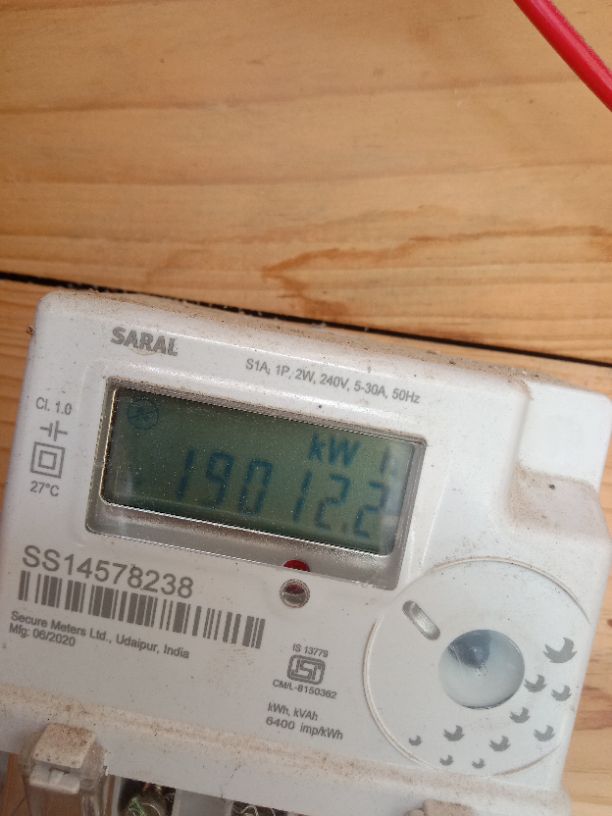 SARAL
S1A, 1P, 2W, 240V, 5-30A, 50Hz
Cl. 1.0
27°C
kW
19012.2
SS14578238
Secure Meters Ltd., Udaipur, India
Mfg: 06/2020
IS 13779
CM/L-8150362
kWh, kVAh
6400 imp/kWh